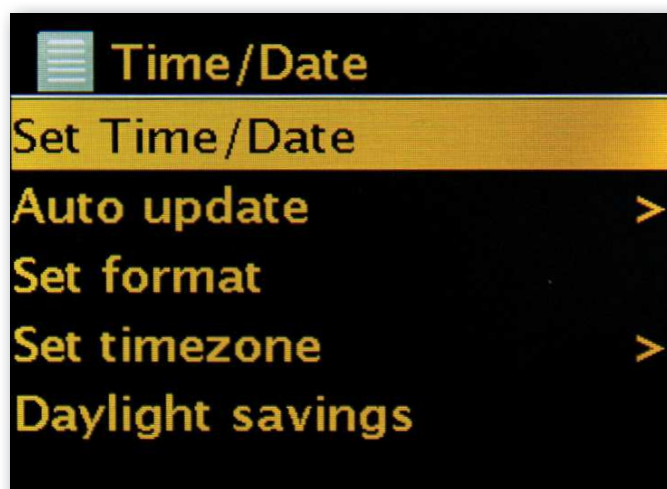 Time/Date
Set Time/Date
Auto update >
Set format
Set timezone >
Daylight savings